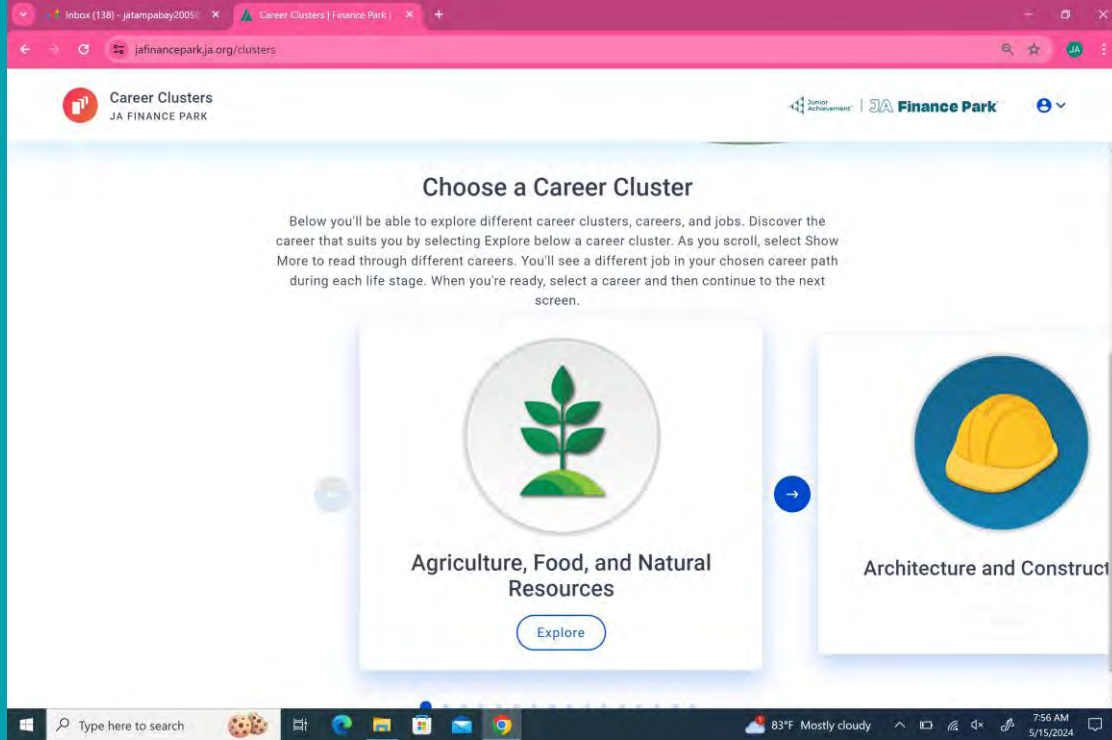 Inbox (138) - jatampabay2005
Career Clusters | Finance Park |
jafinancepark.ja.org/clusters
JA
Career Clusters
JA FINANCE PARK
Junior Achievement | JA Finance Park
Choose a Career Cluster
Below you'll be able to explore different career clusters, careers, and jobs. Discover the
career that suits you by selecting Explore below a career cluster. As you scroll, select Show
More to read through different careers. You'll see a different job in your chosen career path
during each life stage. When you're ready, select a career and then continue to the next
screen.
Agriculture, Food, and Natural
Resources
Explore
Architecture and Construct
Type here to search
83°F Mostly cloudy
7:56 AM
5/15/2024